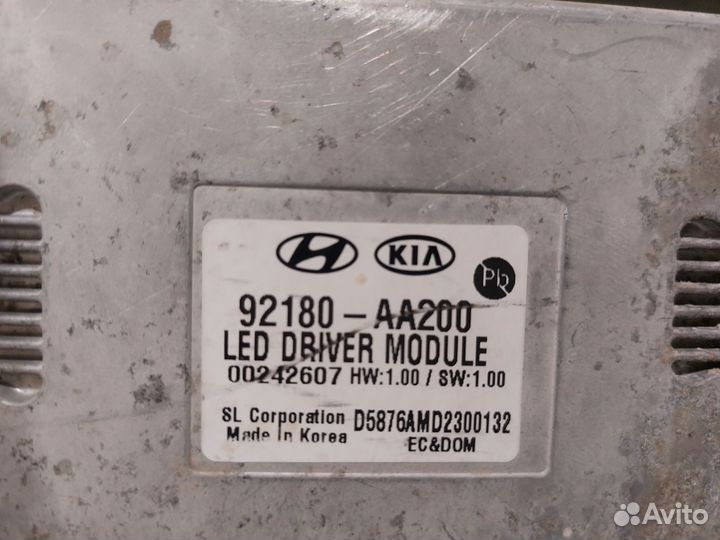 KIA
Pb
92180-AA200
LED DRIVER MODULE
00242607 HW:1.00 / SW:1.00
SL Corporation D5876AMD2300132
Made In Korea EC&DOM
Avito